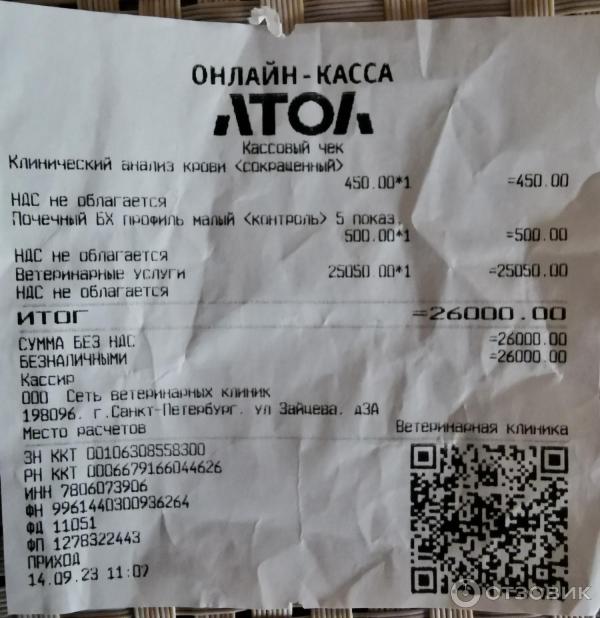 ОНЛАЙН-КАССА
АТОЛ
Кассовый чек
Клинический анализ крови <сокращенный>
450.00*1 =450.00
НДС не облагается
Почечный БХ профиль малый <контроль> 5 показ.
500.00*1 =500.00
НДС не облагается
Ветеринарные услуги 25050.00*1 =25050.00
НДС не облагается
ИТОГ =26000.00
СУММА БЕЗ НДС =26000.00
БЕЗНАЛИЧНЫМИ =26000.00
Кассир
ООО Сеть ветеринарных клиник
198096. г.Санкт-Петербург. ул Зайцева. д3А
Место расчетов Ветеринарная клиника
ЗН ККТ 00106308558300
РН ККТ 0006679166044626
ИНН 7806073906
ФН 9961440300936264
ФД 11051
ФП 1278322443
ПРИХОД
14.09.23 11:07
ОТЗОВИК